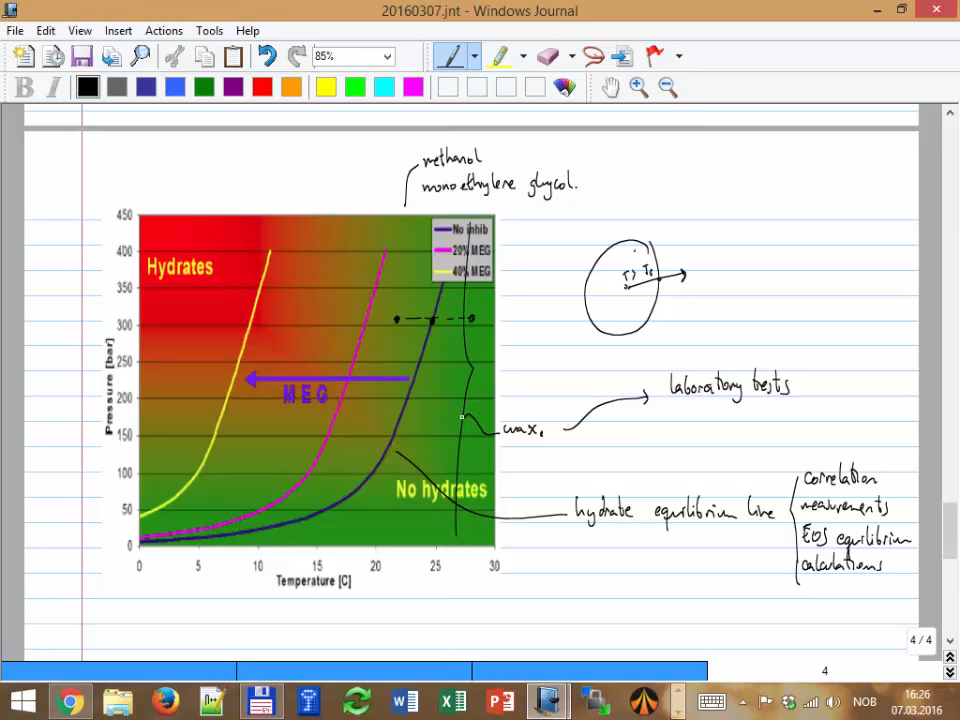 20160307.jnt - Windows Journal
File Edit View Insert Actions Tools Help
85%
B I
methanol
monoethylene glycol.
450
400
350
300
250
200
150
100
50
0
Pressure [bar]
Hydrates
No inhib
20% MEG
40% MEG
MEG
No hydrates
0 5 10 15 20 25 30
Temperature [C]
laboratory tests
wax.
hydrate equilibrium line
correlation
meaurements
EOS equilibrium
calculations
4 / 4
4
NOB
16:26
07.03.2016